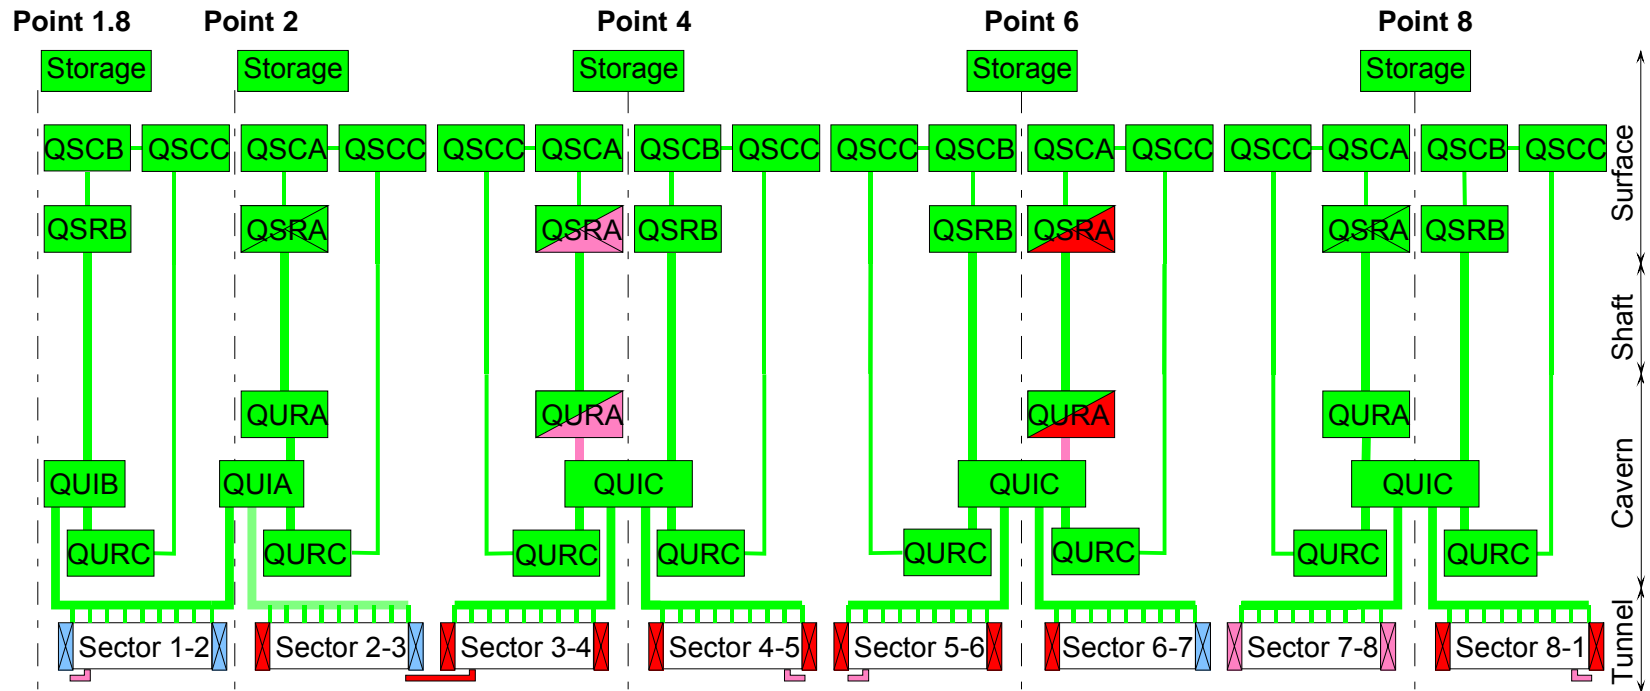 Point 1.8 Point 2 Point 4 Point 6 Point 8
Storage Storage Storage Storage Storage
QSCB QSCC QSCA QSCC QSCC QSCA QSCB QSCC QSCC QSCB QSCA QSCC QSCC QSCA QSCB QSCC
Surface
QSRB QSRA QSRA QSRB QSRB QSRA QSRA QSRB
Shaft
QURA QURA QURA QURA
Cavern
QUIB QUIA QUIC QUIC QUIC
QURC QURC QURC QURC QURC QURC QURC QURC
Tunnel
Sector 1-2 Sector 2-3 Sector 3-4 Sector 4-5 Sector 5-6 Sector 6-7 Sector 7-8 Sector 8-1